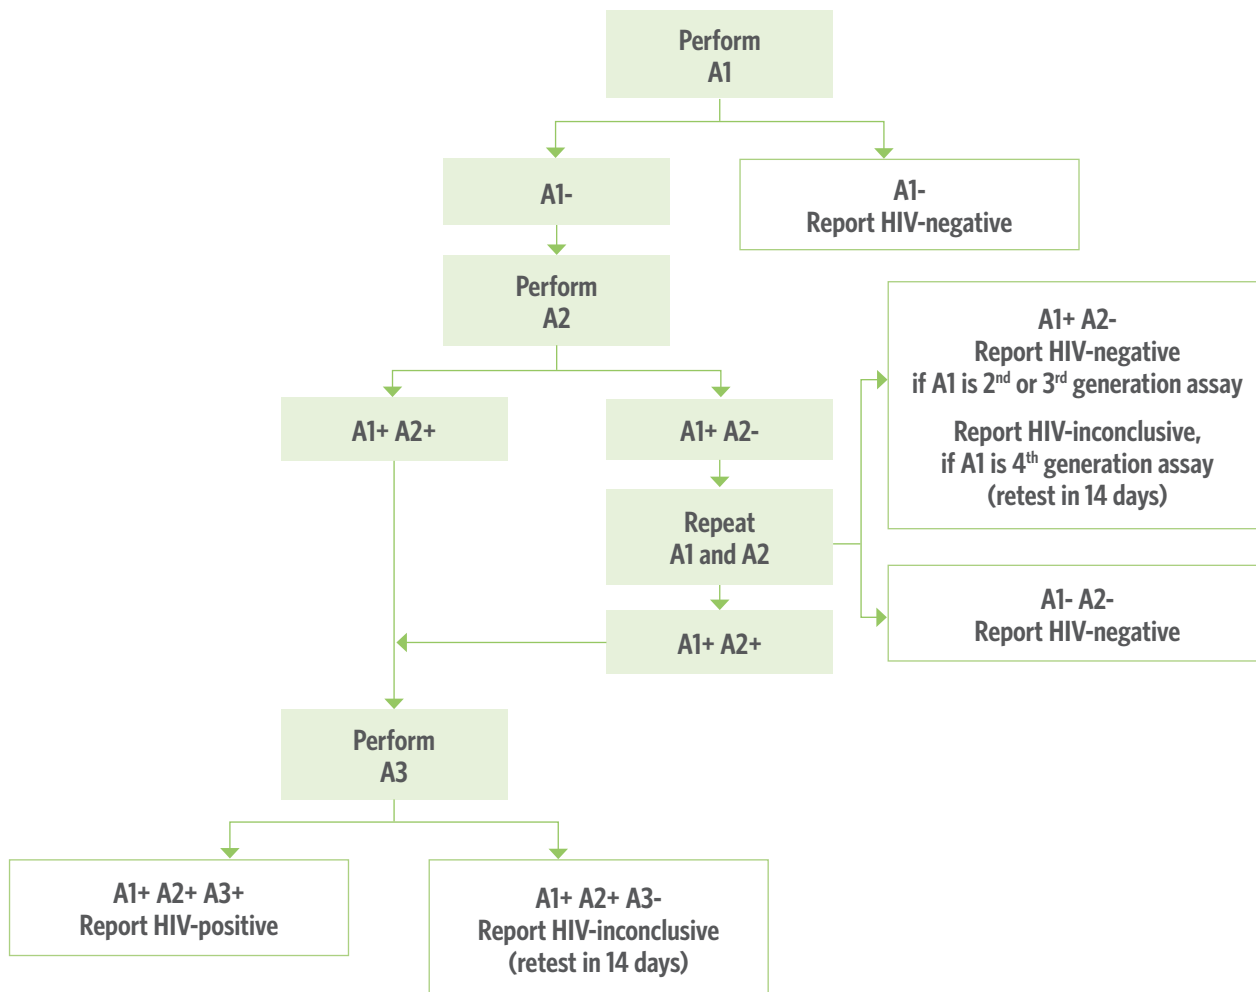 Perform
A1
A1-
A1-
Report HIV-negative
Perform
A2
A1+ A2+
A1+ A2-
A1+ A2-
Report HIV-negative
if A1 is 2nd or 3rd generation assay
Report HIV-inconclusive,
if A1 is 4th generation assay
(retest in 14 days)
Repeat
A1 and A2
A1- A2-
Report HIV-negative
A1+ A2+
Perform
A3
A1+ A2+ A3+
Report HIV-positive
A1+ A2+ A3-
Report HIV-inconclusive
(retest in 14 days)